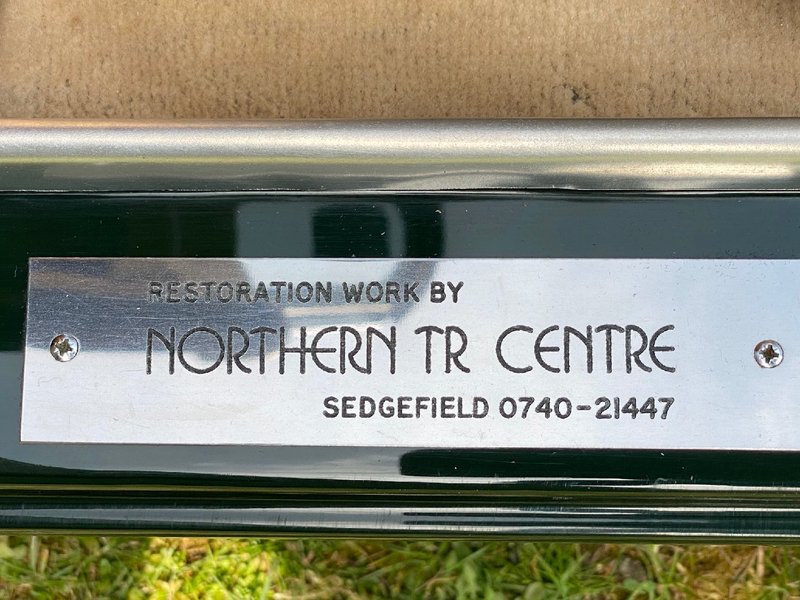 RESTORATION WORK BY
NORTHERN TR CENTRE
SEDGEFIELD 0740-21447